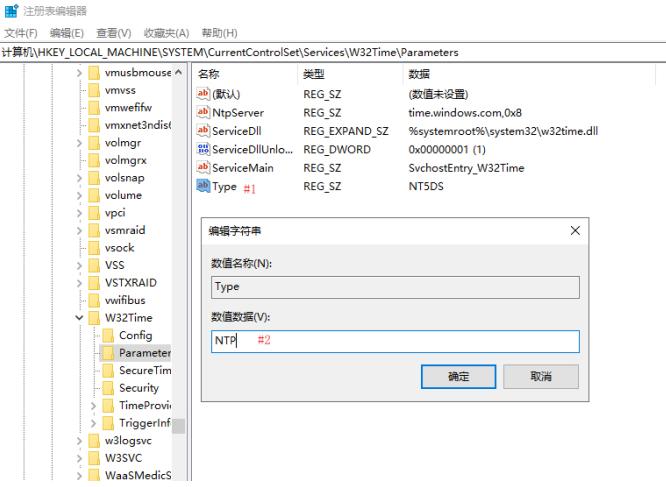 注册表编辑器
文件(F) 编辑(E) 查看(V) 收藏夹(A) 帮助(H)
计算机\HKEY_LOCAL_MACHINE\SYSTEM\CurrentControlSet\Services\W32Time\Parameters
vmusbmouse
vmvss
vmwefifw
vmxnet3ndis6
volmgr
volmgrx
volsnap
volume
vpci
vsmraid
vsock
VSS
VSTXRAID
vwifibus
W32Time
Config
Parameter
SecureTim
Security
TimeProvi
TriggerInf
w3logsvc
W3SVC
WaaSMedicS
名称 类型 数据
(默认) REG_SZ (数值未设置)
NtpServer REG_SZ time.windows.com,0x8
ServiceDll REG_EXPAND_SZ %systemroot%\system32\w32time.dll
ServiceDllUnlo... REG_DWORD 0x00000001 (1)
ServiceMain REG_SZ SvchostEntry_W32Time
Type #1 REG_SZ NT5DS
编辑字符串
数值名称(N):
Type
数值数据(V):
NTP #2
确定 取消